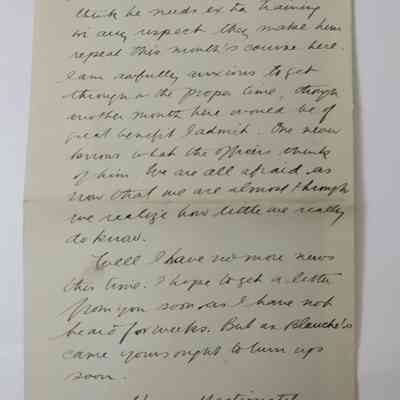 think he needs extra training
in any respect they make him
repeat this month's course here.
I am awfully anxious to get
through in the proper time, though
another month here would be of
great benefit I admit. One never
knows what the officers think
of him. We are all afraid, as
now that we are almost through
we realize how little we really
do know.
Well I have no more news
this time. I hope to get a letter
from you soon, as I have not
heard for weeks. But as Blanche's
came yours ought to turn up
soon.